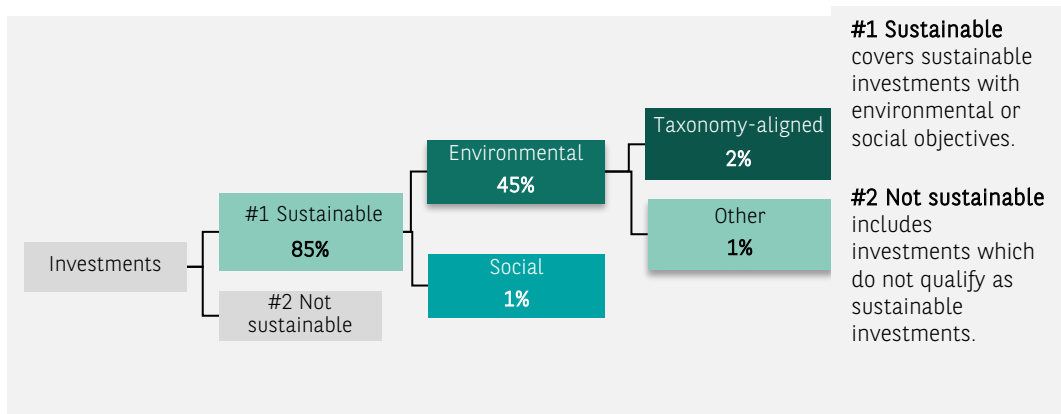 Investments
#1 Sustainable
85%
#2 Not
sustainable
Environmental
45%
Social
1%
Taxonomy-aligned
2%
Other
1%
#1 Sustainable
covers sustainable
investments with
environmental or
social objectives.
#2 Not sustainable
includes
investments which
do not qualify as
sustainable
investments.